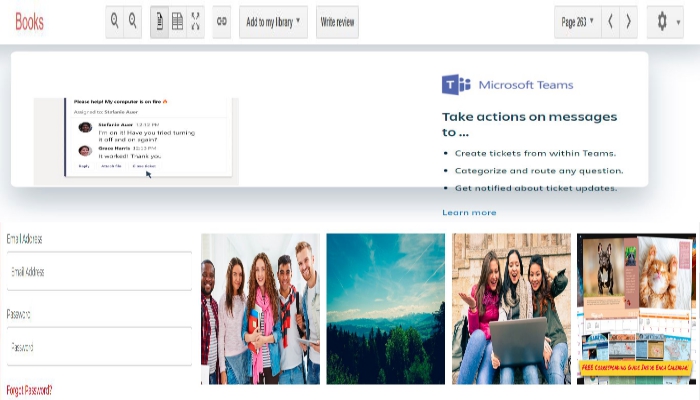 Books
Add to my library
Write review
Page 263
Please help! My computer is on fire 🔥
Assigned to: Stefanie Auer
Stefanie Auer 12:12 PM
I'm on it! Have you tried turning
it off and on again?
Grace Harris
It worked! Thank you
Reply
Microsoft Teams
Take actions on messages
to ...
• Create tickets from within Teams.
• Categorize and route any question.
• Get notified about ticket updates.
Learn more
Email Address
Email Address
Password
Password
Forgot Password?
FREE Corresponding Guide Inside Each Calendar!